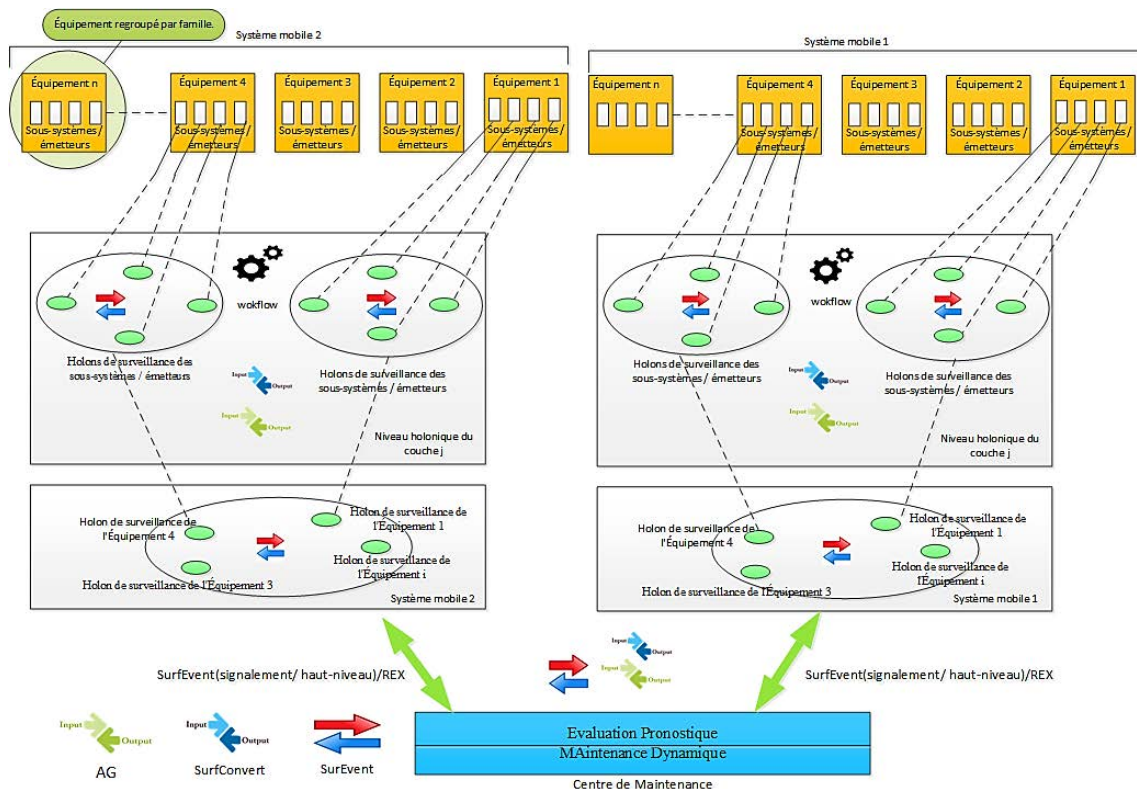 Équipement regroupé par famille.
Système mobile 2
Système mobile 1
Équipement n
Sous-systèmes /
émetteurs
Équipement 4
Sous-systèmes /
émetteurs
Équipement 3
Sous-systèmes /
émetteurs
Équipement 2
Sous-systèmes /
émetteurs
Équipement 1
Sous-systèmes /
émetteurs
Équipement n
Sous-systèmes /
émetteurs
Équipement 4
Sous-systèmes /
émetteurs
Équipement 3
Sous-systèmes /
émetteurs
Équipement 2
Sous-systèmes /
émetteurs
Équipement 1
Sous-systèmes /
émetteurs
wokflow
Holons de surveillance des
sous-systèmes / émetteurs
Holons de surveillance des
sous-systèmes / émetteurs
Input
Output
Input
Output
Niveau holonique du
couche j
wokflow
Holons de surveillance des
sous-systèmes / émetteurs
Holons de surveillance des
sous-systèmes / émetteurs
Input
Output
Input
Output
Niveau holonique du
couche j
Holon de surveillance de
l'Équipement 4
Holon de surveillance de
l'Équipement 1
Holon de surveillance de
l'Équipement i
Holon de surveillance de l'Équipement 3
Système mobile 2
Holon de surveillance de
l'Équipement 4
Holon de surveillance de
l'Équipement 1
Holon de surveillance de
l'Équipement i
Holon de surveillance de l'Équipement 3
Système mobile 1
SurfEvent(signalement/ haut-niveau)/REX
Input
Output
Input
Output
SurfEvent(signalement/ haut-niveau)/REX
Input
Output
AG
Input
Output
SurfConvert
SurEvent
Evaluation Pronostique
MAintenance Dynamique
Centre de Maintenance